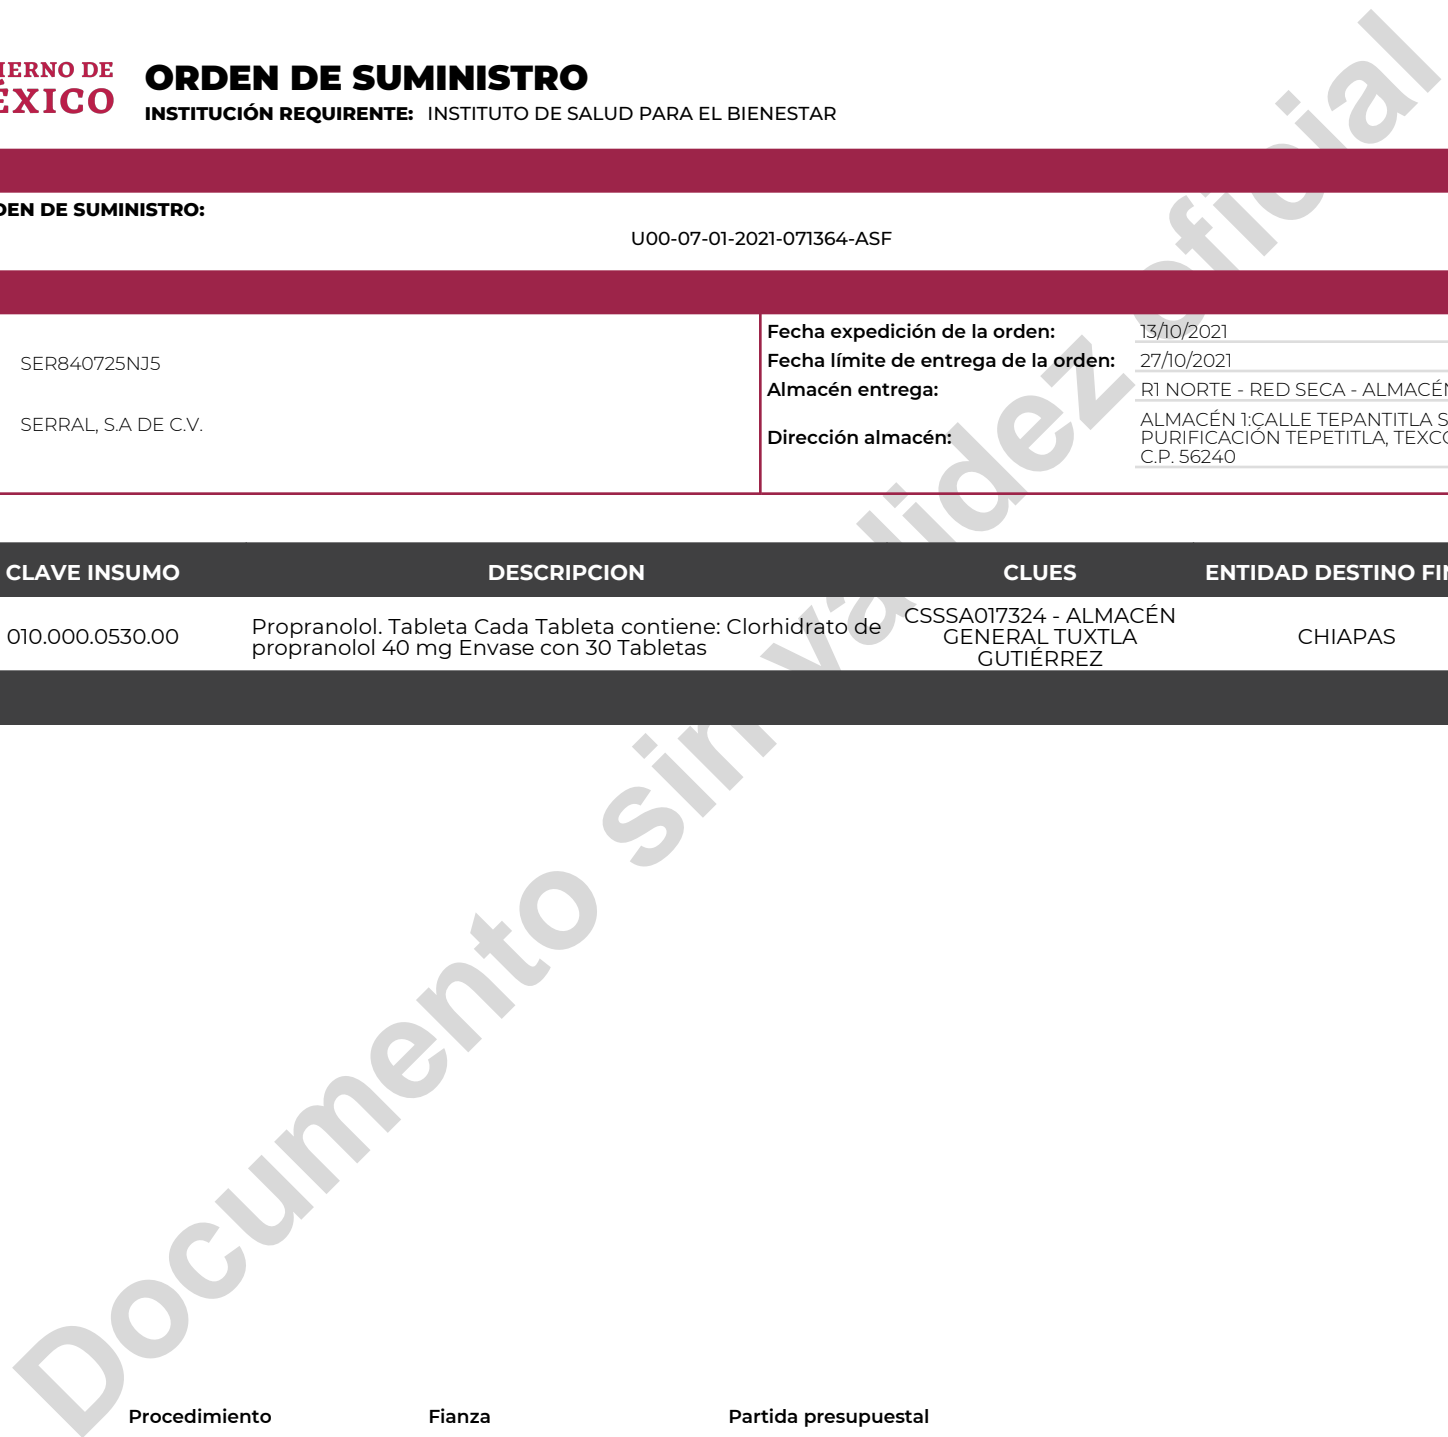 IERNO DE
ÉXICO
ORDEN DE SUMINISTRO
INSTITUCIÓN REQUIRENTE: INSTITUTO DE SALUD PARA EL BIENESTAR
DEN DE SUMINISTRO:
U00-07-01-2021-071364-ASF
SER840725NJ5
SERRAL, S.A DE C.V.
Fecha expedición de la orden: 13/10/2021
Fecha límite de entrega de la orden: 27/10/2021
Almacén entrega: R1 NORTE - RED SECA - ALMACÉN
Dirección almacén:
ALMACÉN 1:CALLE TEPANTITLA S
PURIFICACIÓN TEPETITLA, TEXCO
C.P. 56240
CLAVE INSUMO DESCRIPCION CLUES ENTIDAD DESTINO FIN
010.000.0530.00
Propranolol. Tableta Cada Tableta contiene: Clorhidrato de
propranolol 40 mg Envase con 30 Tabletas
CSSSA017324 - ALMACÉN
GENERAL TUXTLA
GUTIÉRREZ
CHIAPAS
Documento sin validez oficial
Procedimiento Fianza Partida presupuestal